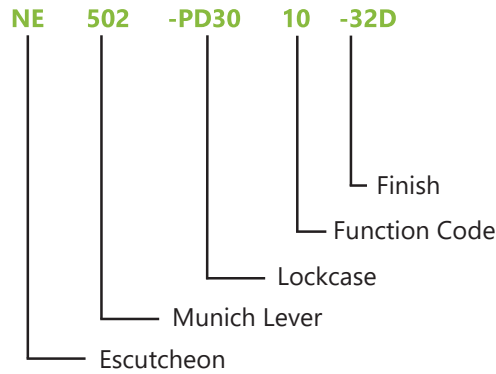 NE 502 -PD30 10 -32D
Finish
Function Code
Lockcase
Munich Lever
Escutcheon